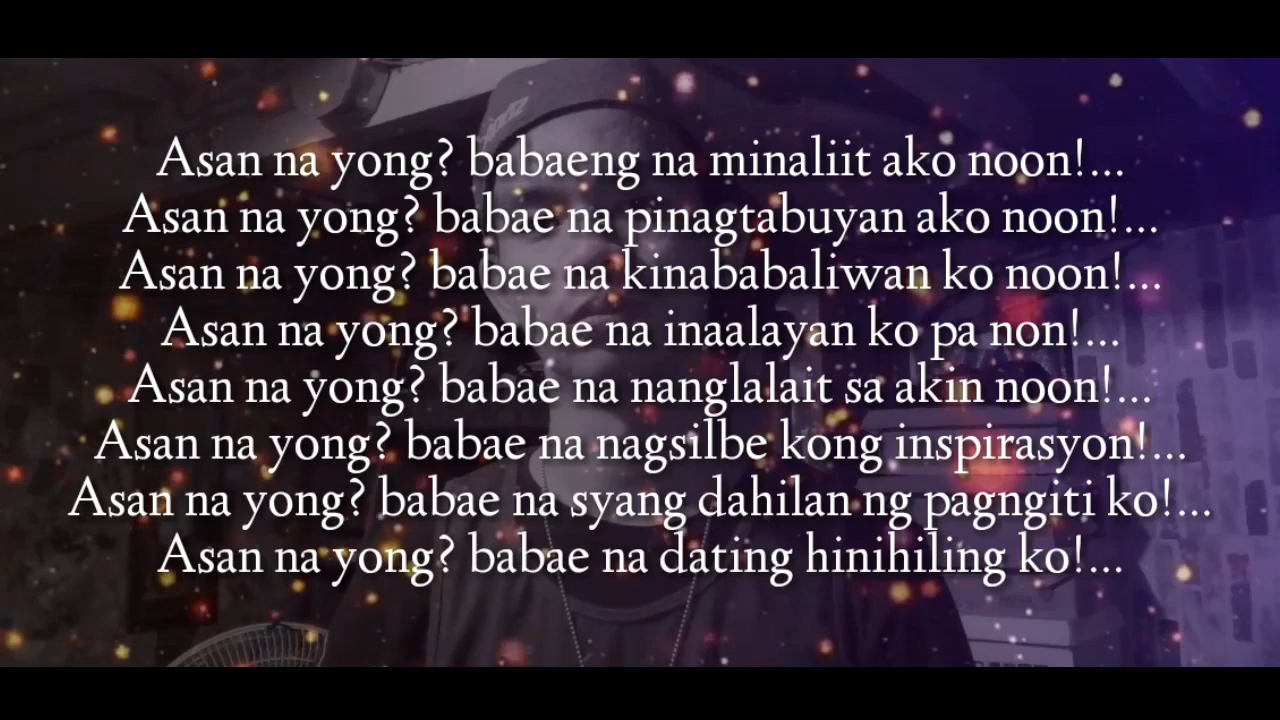 Asan na yong? babaeng na minaliit ako noon!...
Asan na yong? babae na pinagtabuyan ako noon!...
Asan na yong? babae na kinababaliwan ko noon!...
Asan na yong? babae na inaalayan ko pa non!...
Asan na yong? babae na nanglalait sa akin noon!...
Asan na yong? babae na nagsilbe kong inspirasyon!...
Asan na yong? babae na syang dahilan ng pagngiti ko!...
Asan na yong? babae na dating hinihiling ko!...